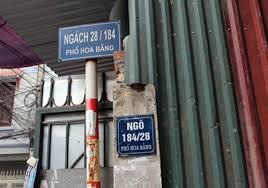 NGÁCH 28 / 184
PHỐ HOA BẰNG
NGÕ
184/28
PHỐ HOA BẰNG